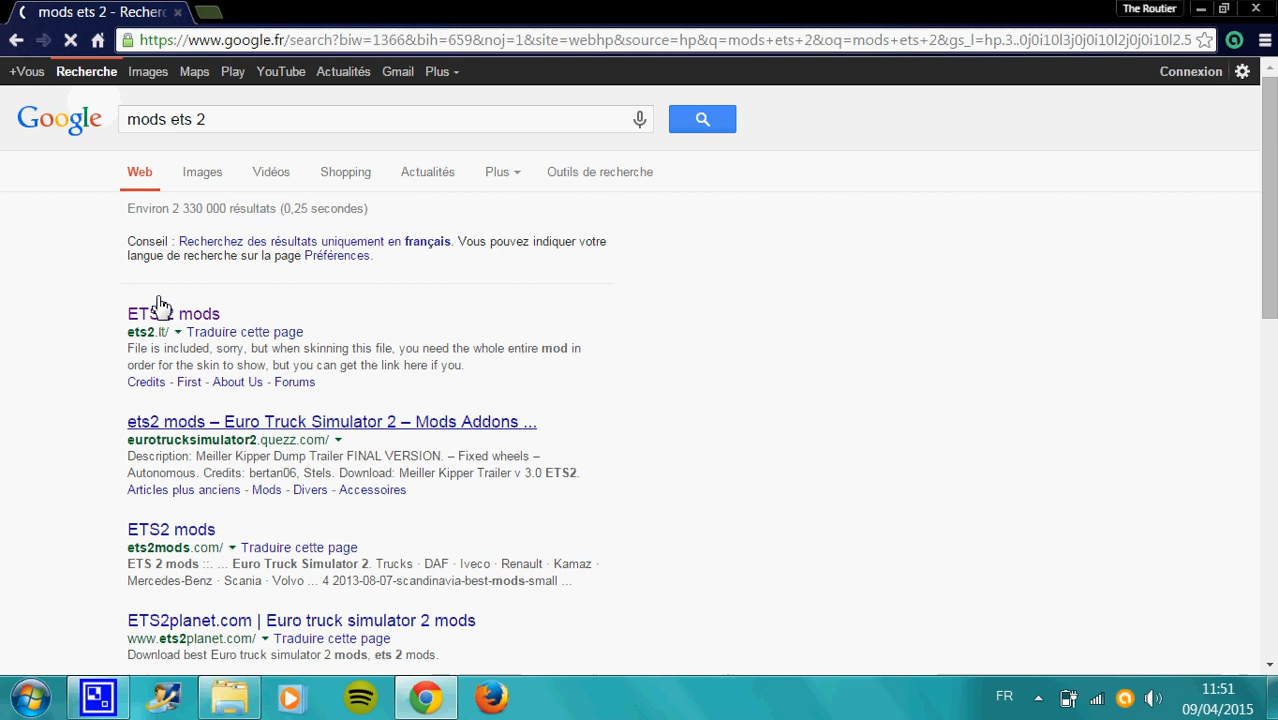 mods ets 2 - Recherc
The Routier
https://www.google.fr/search?biw=1366&bih=659&noj=1&site=webhp&source=hp&q=mods+ets+2&oq=mods+ets+2&gs_l=hp.3..0j0i10l3j0j0i10l2j0j0i10l2.5
+Vous Recherche Images Maps Play YouTube Actualités Gmail Plus Connexion
Google mods ets 2
Web Images Vidéos Shopping Actualités Plus Outils de recherche
Environ 2 330 000 résultats (0,25 secondes)
Conseil : Recherchez des résultats uniquement en français. Vous pouvez indiquer votre
langue de recherche sur la page Préférences.
ETS2 mods
ets2.lt/ Traduire cette page
File is included, sorry, but when skinning this file, you need the whole entire mod in
order for the skin to show, but you can get the link here if you.
Credits - First - About Us - Forums
ets2 mods – Euro Truck Simulator 2 – Mods Addons ...
eurotrucksimulator2.quezz.com/
Description: Meiller Kipper Dump Trailer FINAL VERSION. – Fixed wheels –
Autonomous. Credits: bertan06, Stels. Download: Meiller Kipper Trailer v 3.0 ETS2.
Articles plus anciens - Mods - Divers - Accessoires
ETS2 mods
ets2mods.com/ Traduire cette page
ETS 2 mods ::. ... Euro Truck Simulator 2. Trucks · DAF · Iveco · Renault · Kamaz ·
Mercedes-Benz · Scania · Volvo ... 4 2013-08-07-scandinavia-best-mods-small ...
ETS2planet.com | Euro truck simulator 2 mods
www.ets2planet.com/ Traduire cette page
Download best Euro truck simulator 2 mods, ets 2 mods.
FR
11:51
09/04/2015